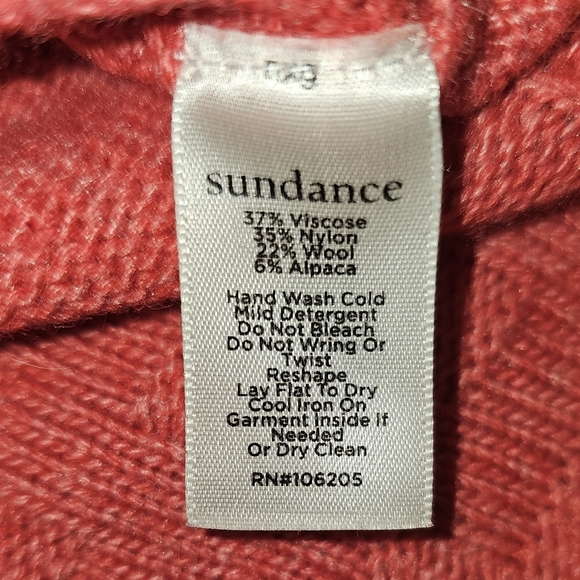 sundance
37% Viscose
35% Nylon
22% Wool
6% Alpaca
Hand Wash Cold
Mild Detergent
Do Not Bleach
Do Not Wring Or
Twist
Reshape
Lay Flat To Dry
Cool Iron On
Garment Inside If
Needed
Or Dry Clean
RN#106205